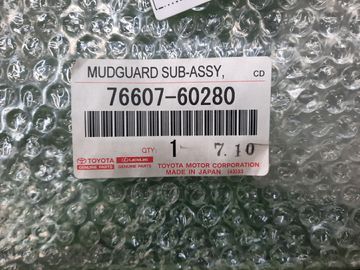 MUDGUARD SUB-ASSY, CD
76607-60280
QTY: 1 7.10
TOYOTA LEXUS
GENUINE PARTS GENUINE PARTS
TOYOTA MOTOR CORPORATION
MADE IN JAPAN